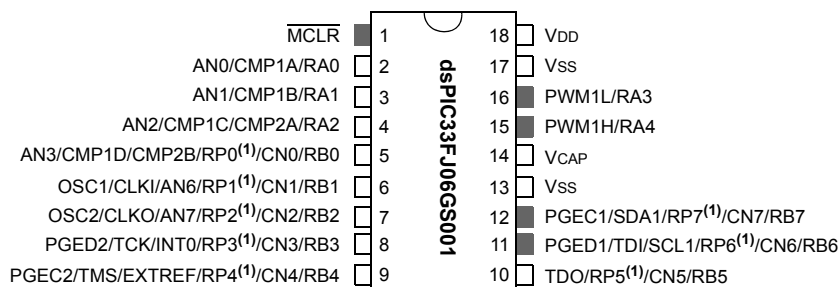 MCLR 1 18 VDD
AN0/CMP1A/RA0 2 17 VSS
AN1/CMP1B/RA1 3 16 PWM1L/RA3
AN2/CMP1C/CMP2A/RA2 4 15 PWM1H/RA4
AN3/CMP1D/CMP2B/RP0(1)/CN0/RB0 5 14 VCAP
OSC1/CLKI/AN6/RP1(1)/CN1/RB1 6 13 VSS
OSC2/CLKO/AN7/RP2(1)/CN2/RB2 7 12 PGEC1/SDA1/RP7(1)/CN7/RB7
PGED2/TCK/INT0/RP3(1)/CN3/RB3 8 11 PGED1/TDI/SCL1/RP6(1)/CN6/RB6
PGEC2/TMS/EXTREF/RP4(1)/CN4/RB4 9 10 TDO/RP5(1)/CN5/RB5
dsPIC33FJ06GS001